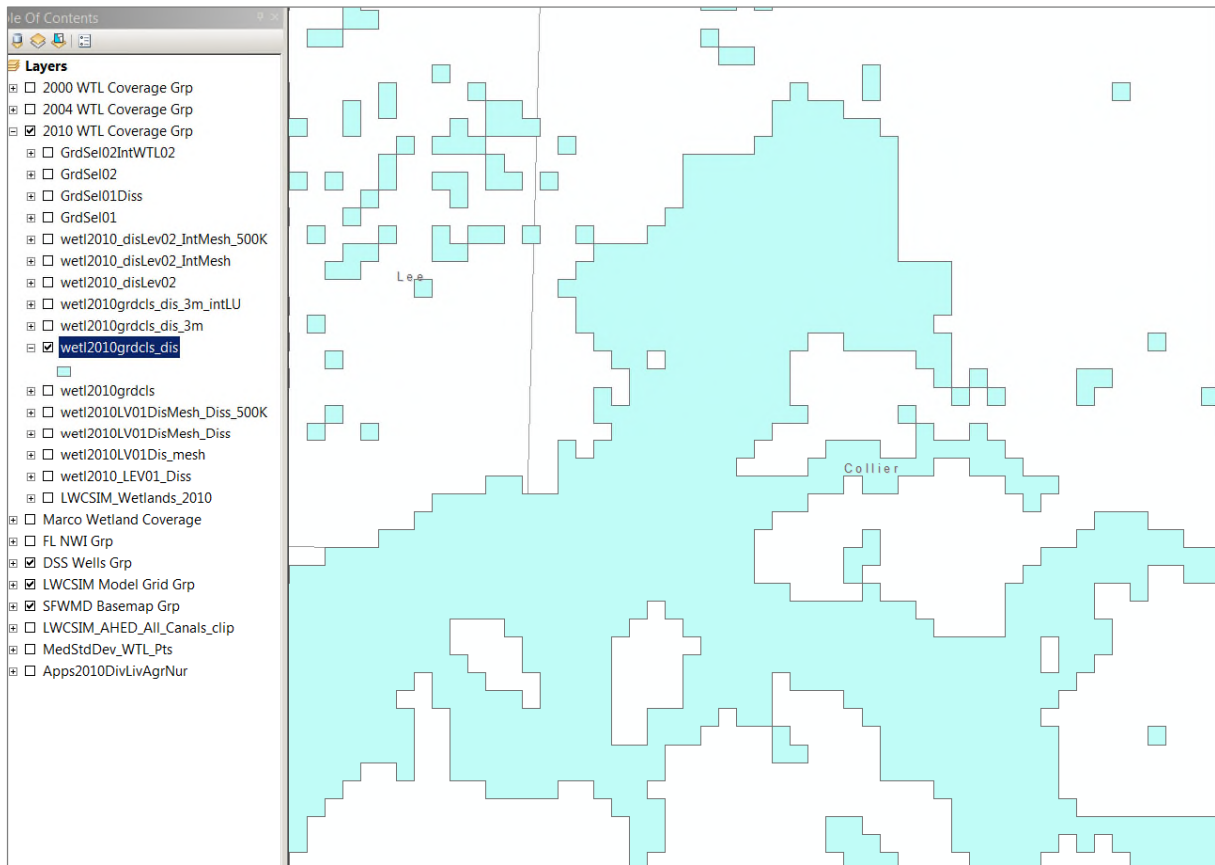 le Of Contents
Layers
2000 WTL Coverage Grp
2004 WTL Coverage Grp
2010 WTL Coverage Grp
GrdSel02IntWTL02
GrdSel02
GrdSel01Diss
GrdSel01
wetl2010_disLev02_IntMesh_500K
wetl2010_disLev02_IntMesh
wetl2010_disLev02
wetl2010grdcls_dis_3m_intLU
wetl2010grdcls_dis_3m
wetl2010grdcls_dis
wetl2010grdcls
wetl2010LV01DisMesh_Diss_500K
wetl2010LV01DisMesh_Diss
wetl2010LV01Dis_mesh
wetl2010_LEV01_Diss
LWCSIM_Wetlands_2010
Marco Wetland Coverage
FL NWI Grp
DSS Wells Grp
LWCSIM Model Grid Grp
SFWMD Basemap Grp
LWCSIM_AHED_All_Canals_clip
MedStdDev_WTL_Pts
Apps2010DivLivAgrNur
Lee
Collier